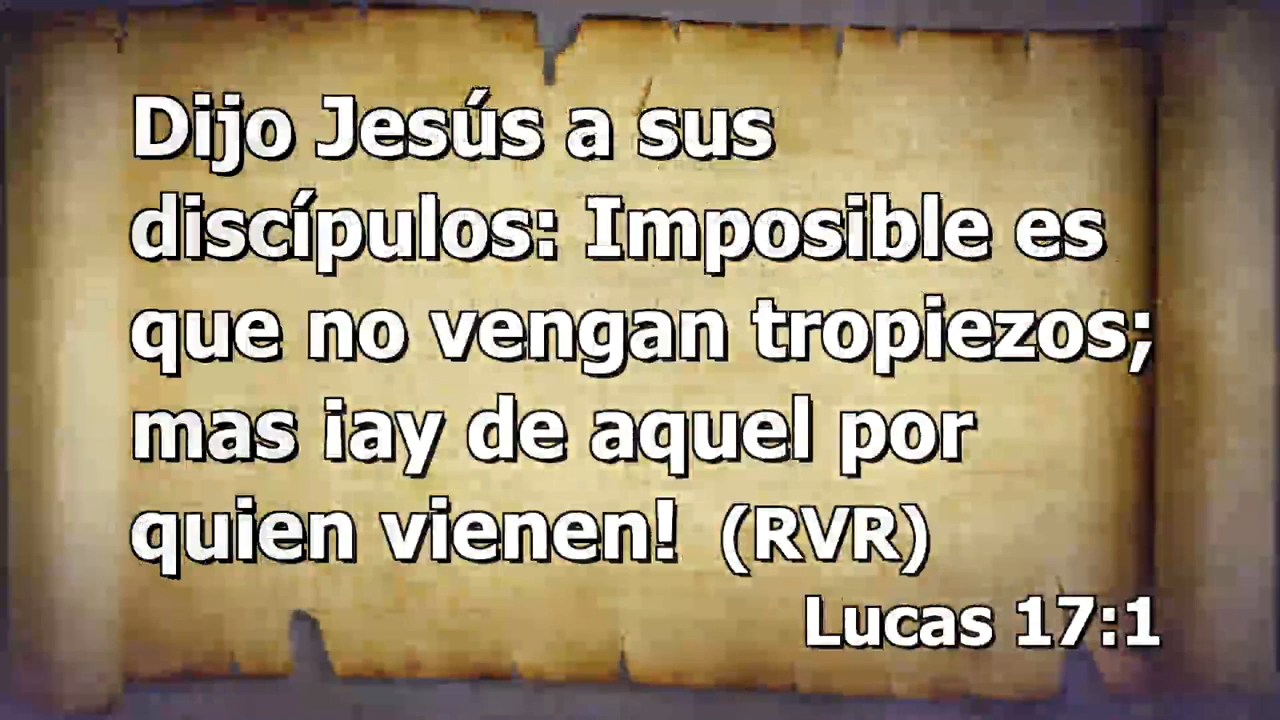 Dijo Jesús a sus
discípulos: Imposible es
que no vengan tropiezos;
mas ¡ay de aquel por
quien vienen! (RVR)
Lucas 17:1